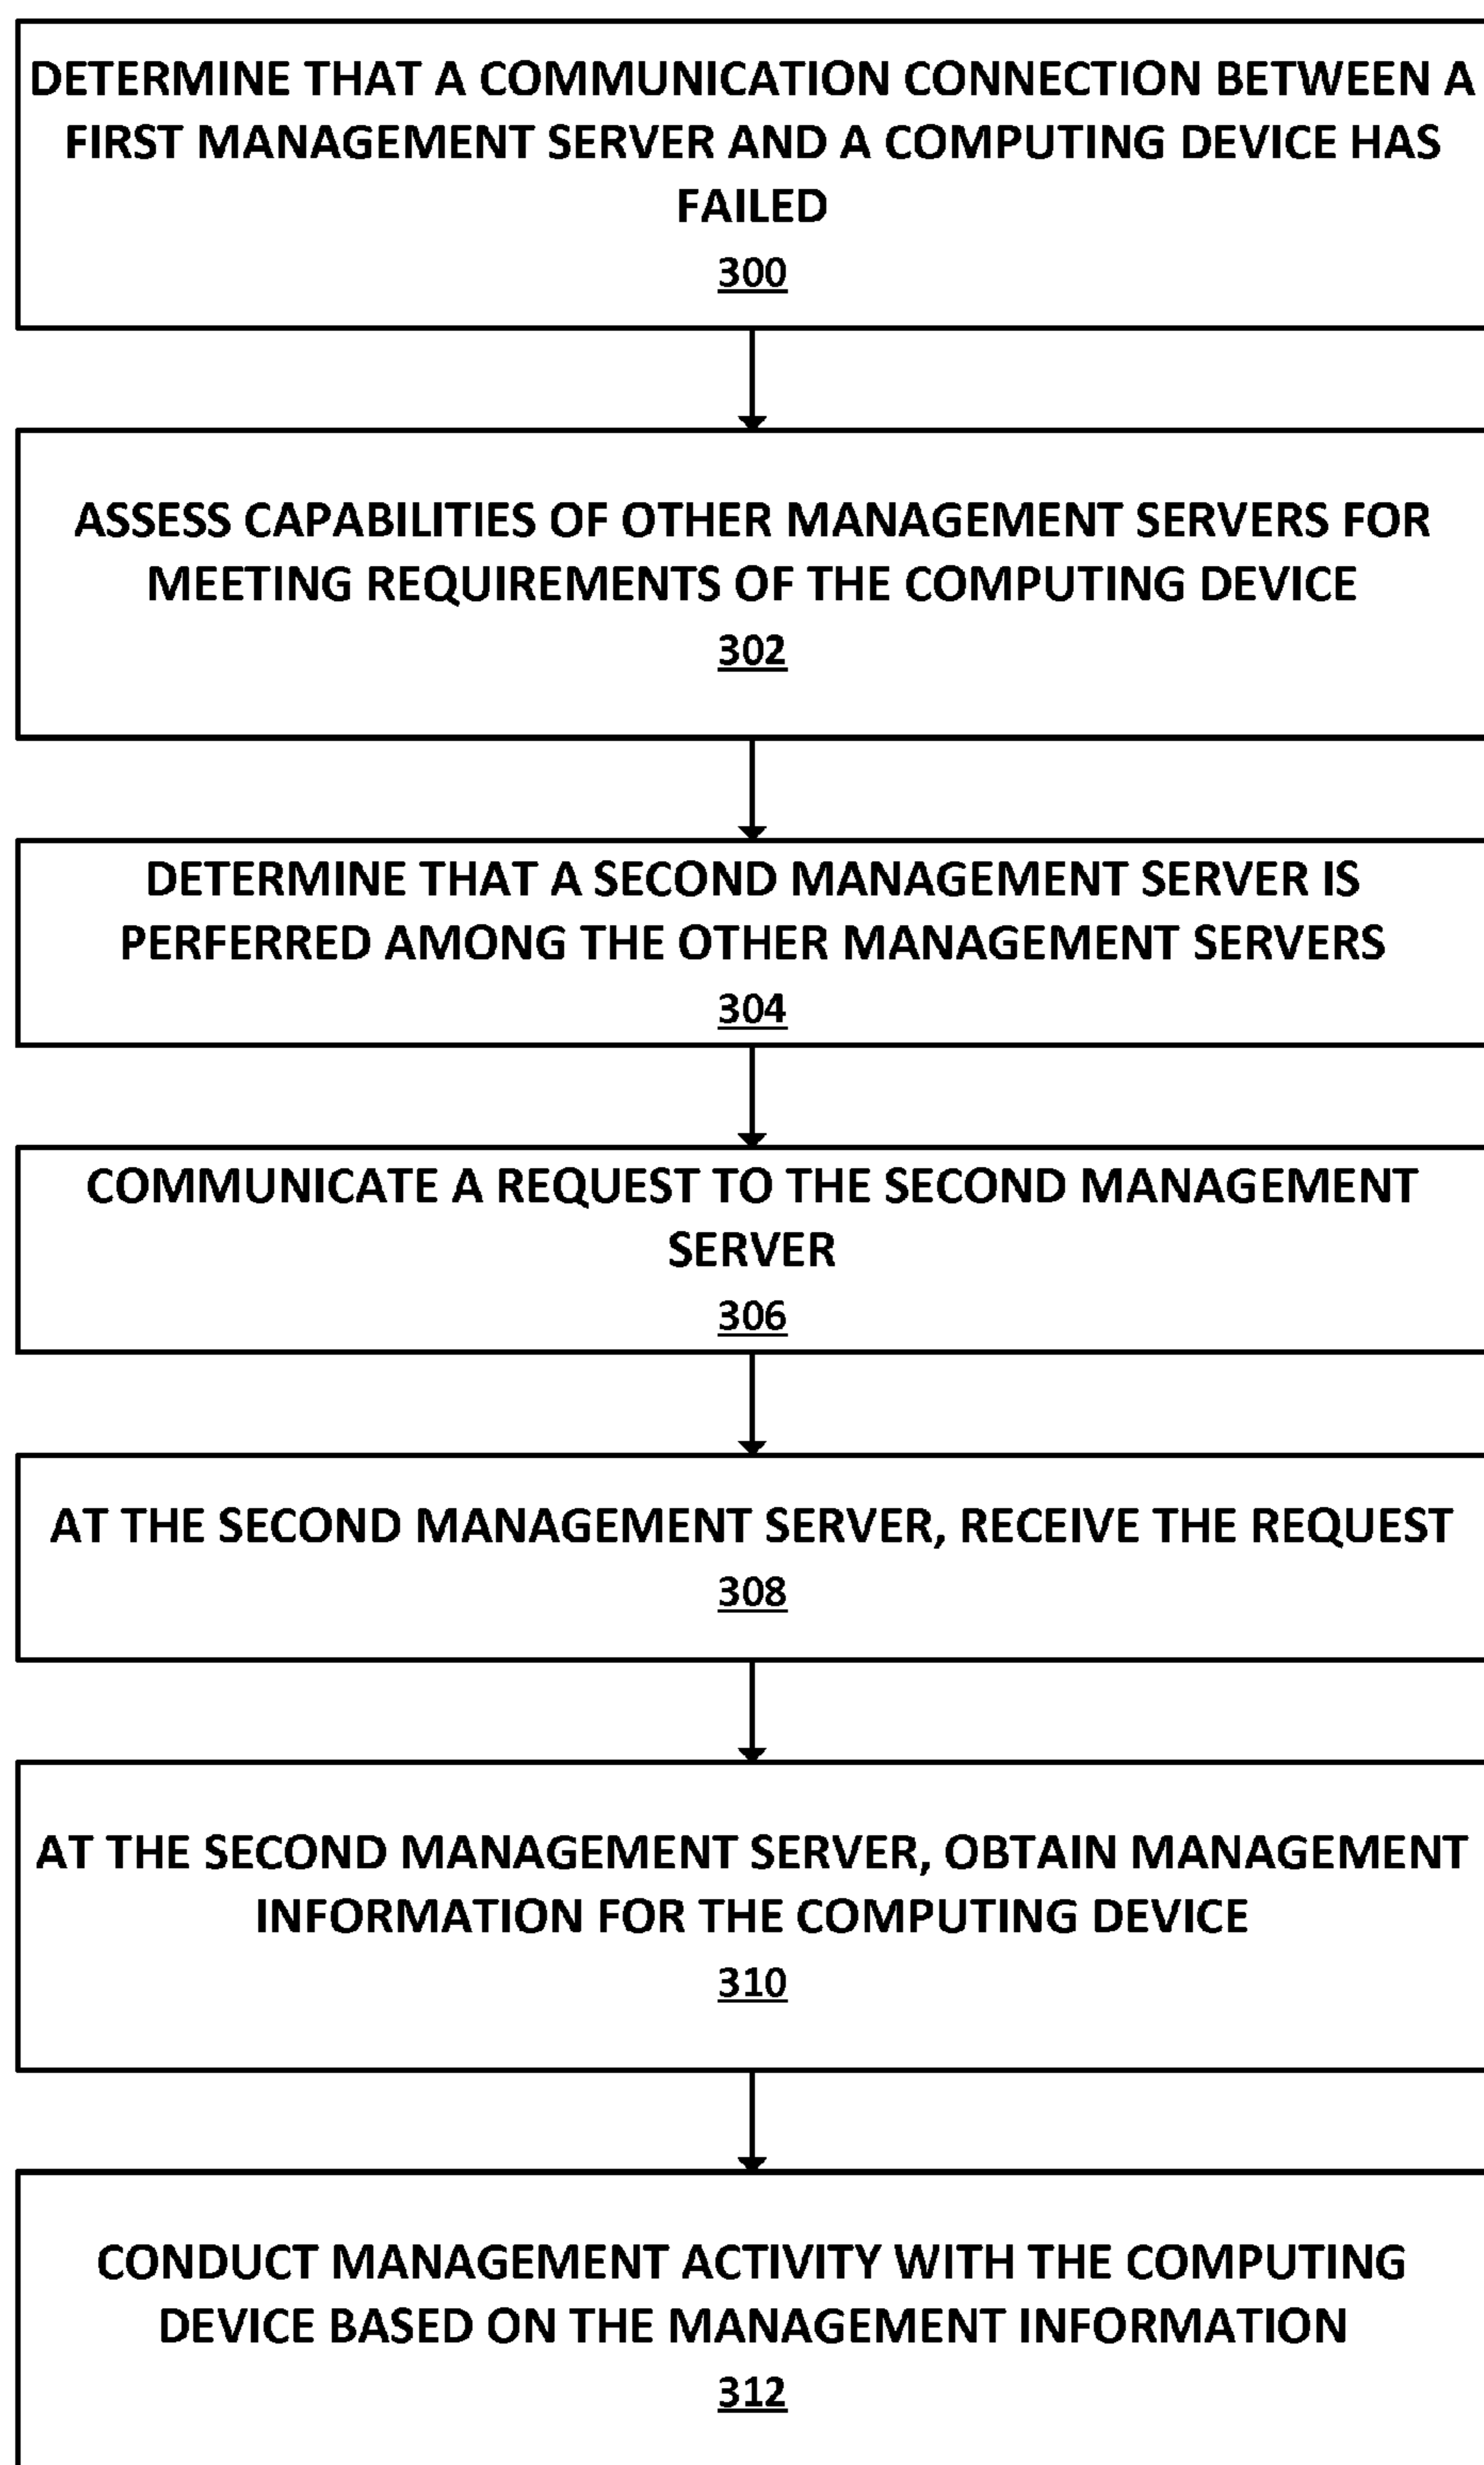 DETERMINE THAT A COMMUNICATION CONNECTION BETWEEN A
FIRST MANAGEMENT SERVER AND A COMPUTING DEVICE HAS
FAILED
300
ASSESS CAPABILITIES OF OTHER MANAGEMENT SERVERS FOR
MEETING REQUIREMENTS OF THE COMPUTING DEVICE
302
DETERMINE THAT A SECOND MANAGEMENT SERVER IS
PERFERRED AMONG THE OTHER MANAGEMENT SERVERS
304
COMMUNICATE A REQUEST TO THE SECOND MANAGEMENT
SERVER
306
AT THE SECOND MANAGEMENT SERVER, RECEIVE THE REQUEST
308
AT THE SECOND MANAGEMENT SERVER, OBTAIN MANAGEMENT
INFORMATION FOR THE COMPUTING DEVICE
310
CONDUCT MANAGEMENT ACTIVITY WITH THE COMPUTING
DEVICE BASED ON THE MANAGEMENT INFORMATION
312